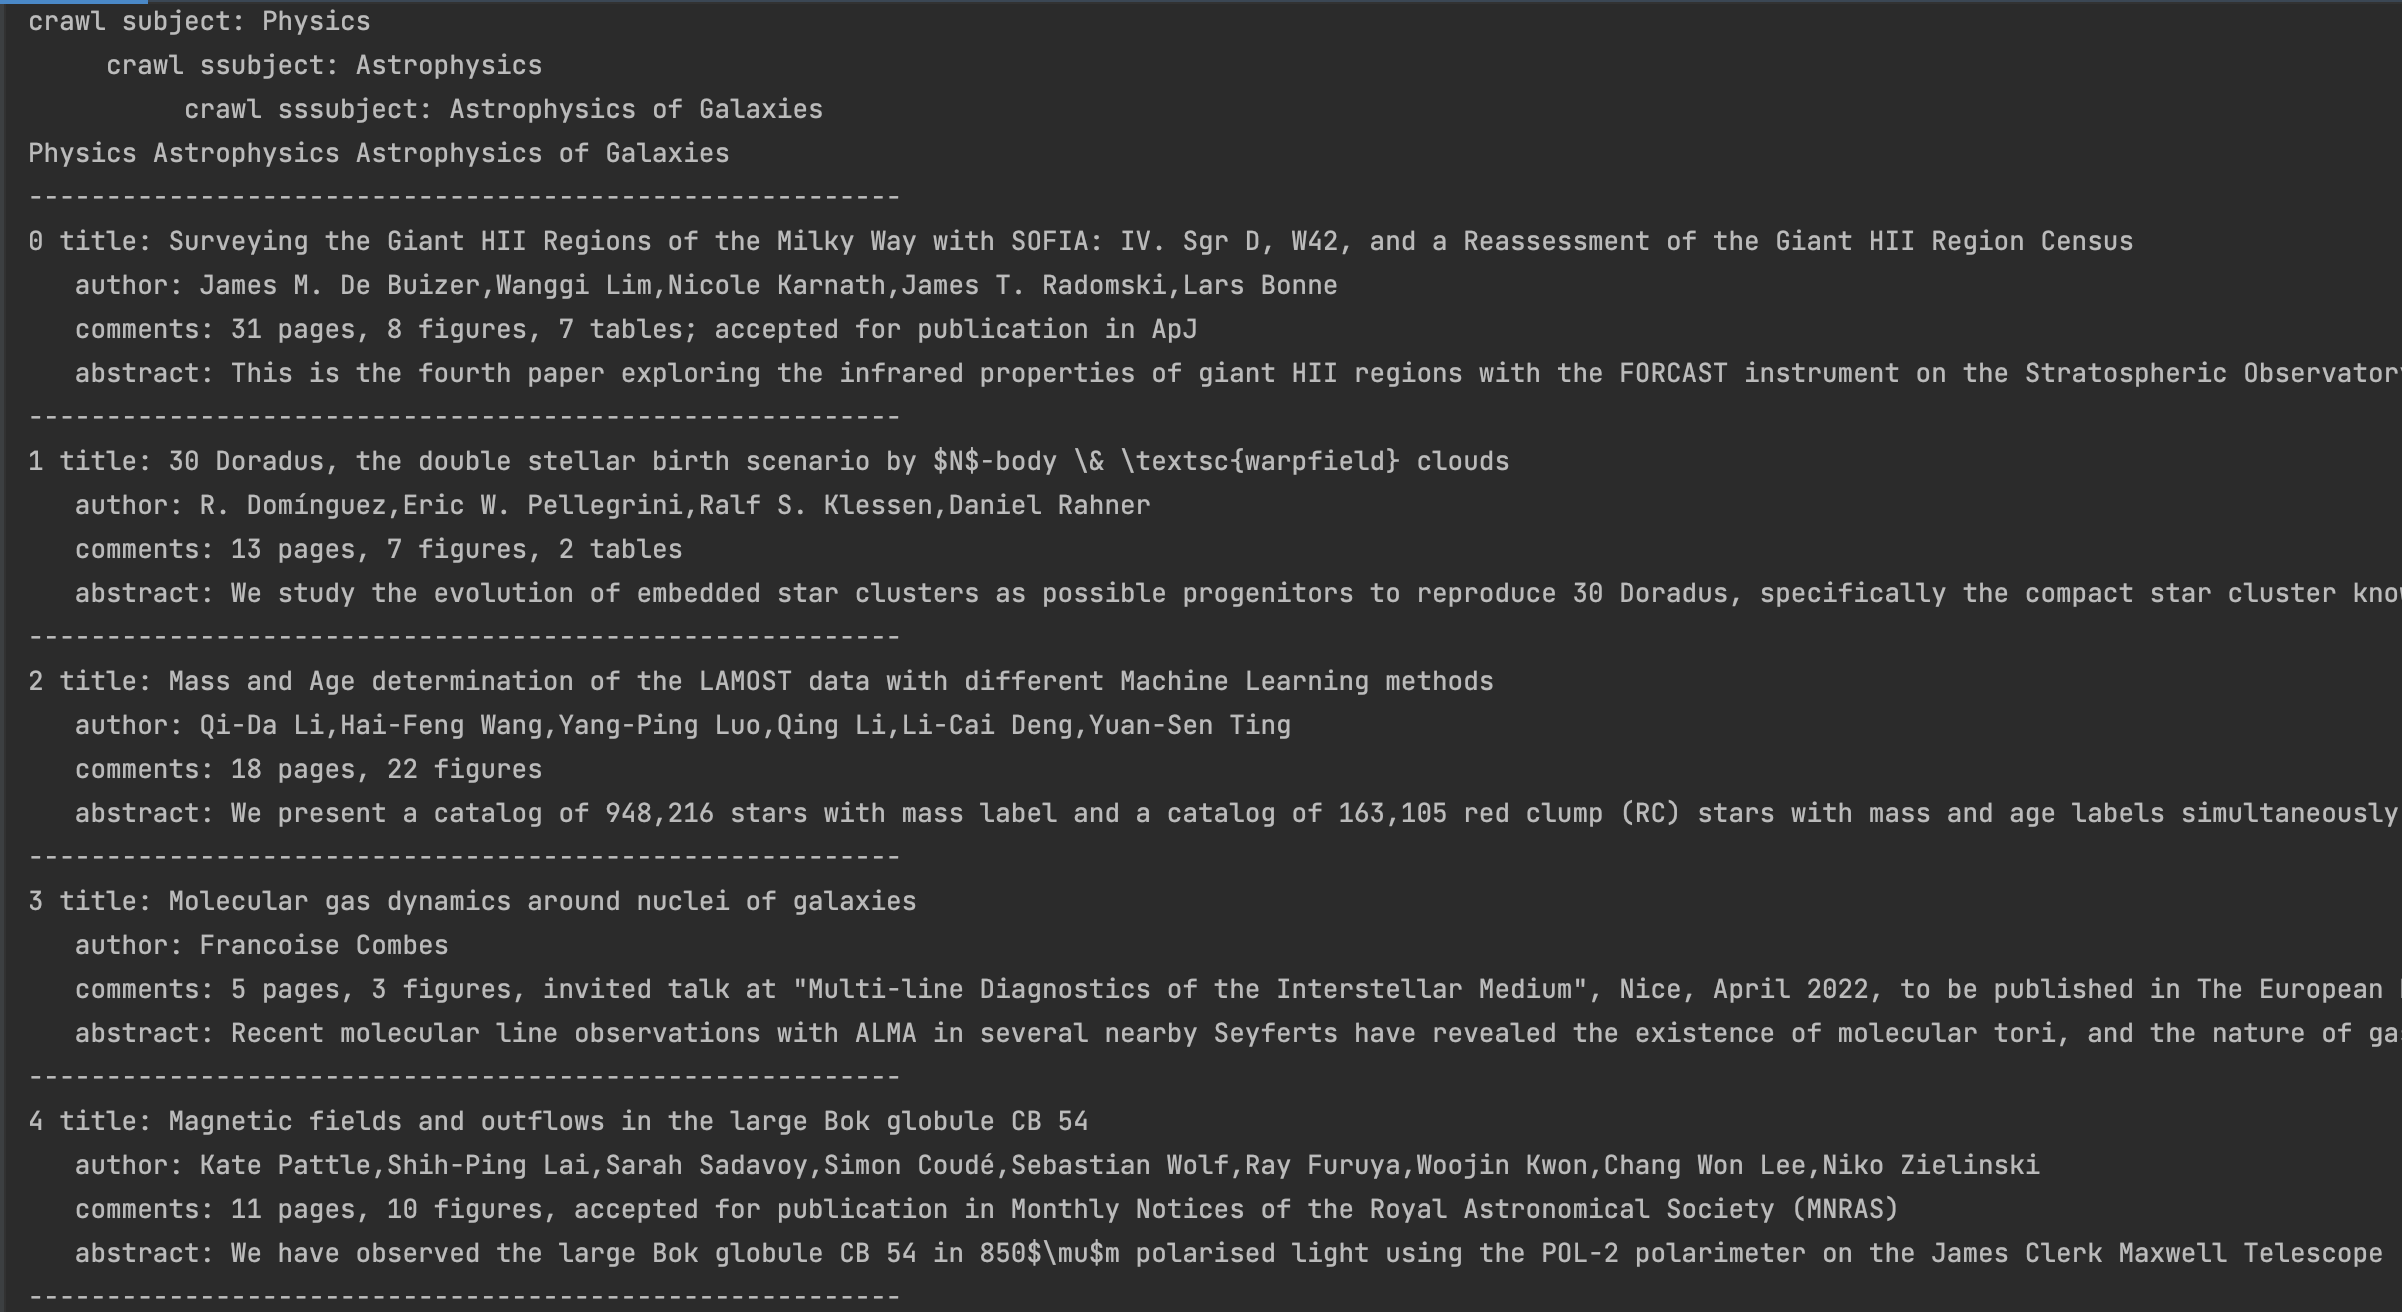 crawl subject: Physics
crawl ssubject: Astrophysics
crawl sssubject: Astrophysics of Galaxies
Physics Astrophysics Astrophysics of Galaxies
--------------------------------------------------------
0 title: Surveying the Giant HII Regions of the Milky Way with SOFIA: IV. Sgr D, W42, and a Reassessment of the Giant HII Region Census
author: James M. De Buizer,Wanggi Lim,Nicole Karnath,James T. Radomski,Lars Bonne
comments: 31 pages, 8 figures, 7 tables; accepted for publication in ApJ
abstract: This is the fourth paper exploring the infrared properties of giant HII regions with the FORCAST instrument on the Stratospheric
--------------------------------------------------------
1 title: 30 Doradus, the double stellar birth scenario by $N$-body \& \textsc{warpfield} clouds
author: R. Domínguez,Eric W. Pellegrini,Ralf S. Klessen,Daniel Rahner
comments: 13 pages, 7 figures, 2 tables
abstract: We study the evolution of embedded star clusters as possible progenitors to reproduce 30 Doradus, specifically the compact star cluster
--------------------------------------------------------
2 title: Mass and Age determination of the LAMOST data with different Machine Learning methods
author: Qi-Da Li,Hai-Feng Wang,Yang-Ping Luo,Qing Li,Li-Cai Deng,Yuan-Sen Ting
comments: 18 pages, 22 figures
abstract: We present a catalog of 948,216 stars with mass label and a catalog of 163,105 red clump (RC) stars with mass and age labels simultaneously
--------------------------------------------------------
3 title: Molecular gas dynamics around nuclei of galaxies
author: Francoise Combes
comments: 5 pages, 3 figures, invited talk at "Multi-line Diagnostics of the Interstellar Medium", Nice, April 2022, to be published in The European
abstract: Recent molecular line observations with ALMA in several nearby Seyferts have revealed the existence of molecular tori, and the nature of
--------------------------------------------------------
4 title: Magnetic fields and outflows in the large Bok globule CB 54
author: Kate Pattle,Shih-Ping Lai,Sarah Sadavoy,Simon Coudé,Sebastian Wolf,Ray Furuya,Woojin Kwon,Chang Won Lee,Niko Zielinski
comments: 11 pages, 10 figures, accepted for publication in Monthly Notices of the Royal Astronomical Society (MNRAS)
abstract: We have observed the large Bok globule CB 54 in 850$\mu$m polarised light using the POL-2 polarimeter on the James Clerk Maxwell Telescope
--------------------------------------------------------